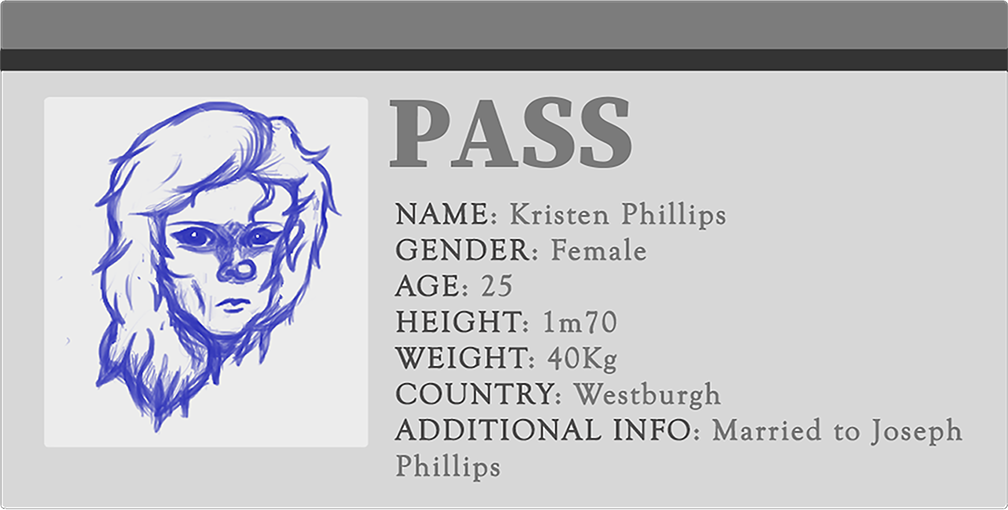 PASS
NAME: Kristen Phillips
GENDER: Female
AGE: 25
HEIGHT: 1m70
WEIGHT: 40Kg
COUNTRY: Westburgh
ADDITIONAL INFO: Married to Joseph
Phillips